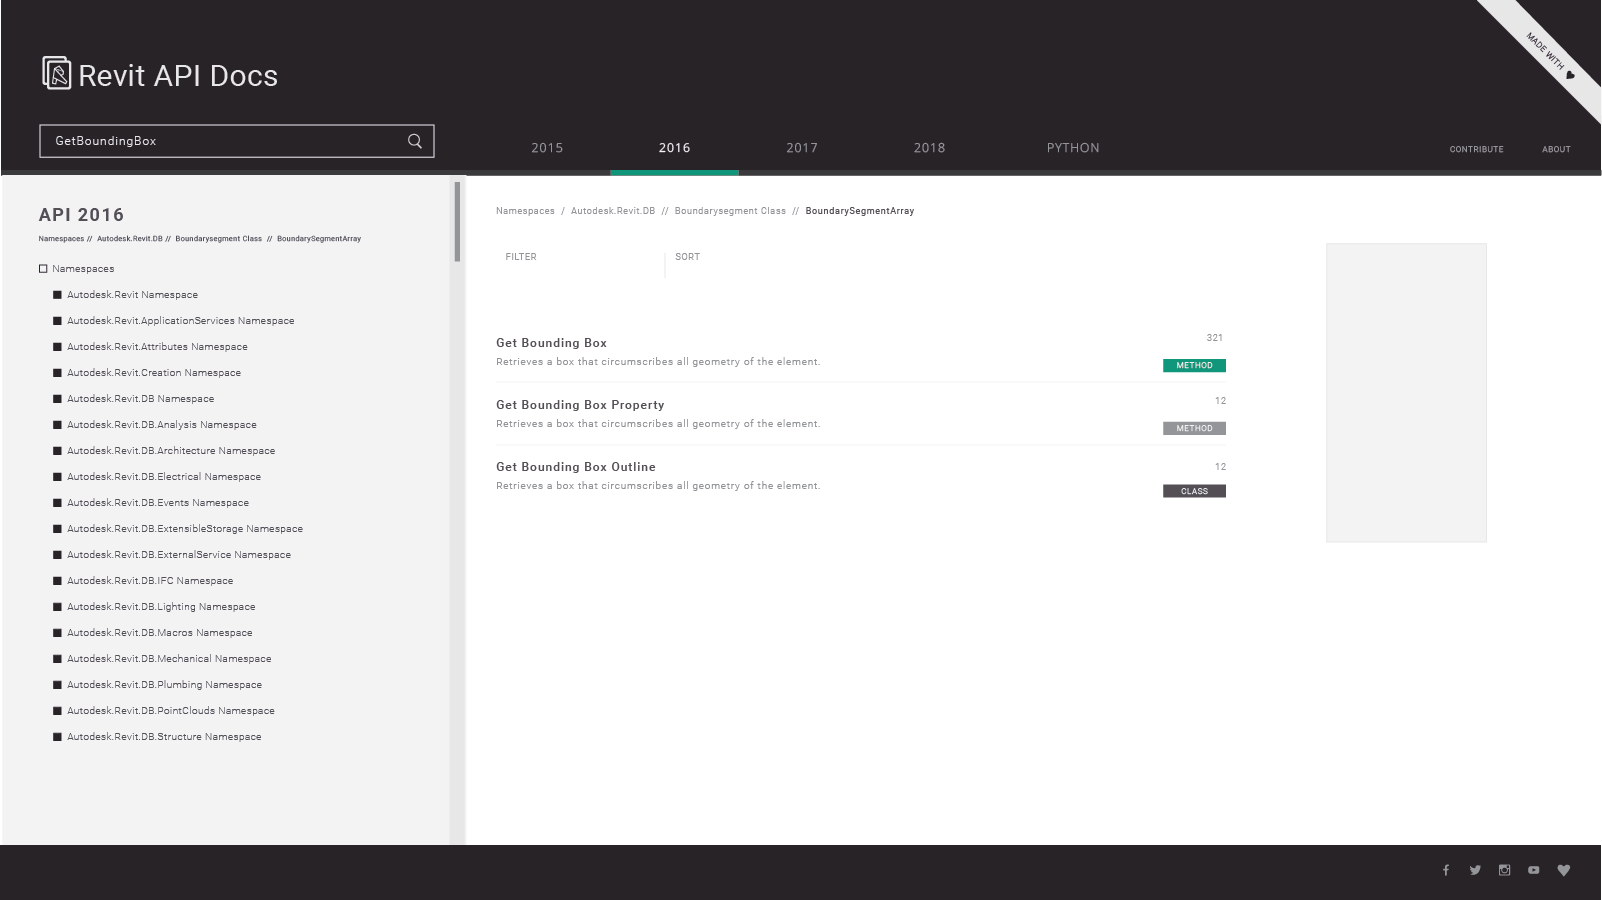 MADE WITH
Revit API Docs
GetBoundingBox
2015 2016 2017 2018 PYTHON
CONTRIBUTE ABOUT
API 2016
Namespaces // Autodesk.Revit.DB // Boundarysegment Class // BoundarySegmentArray
Namespaces
Autodesk.Revit Namespace
Autodesk.Revit.ApplicationServices Namespace
Autodesk.Revit.Attributes Namespace
Autodesk.Revit.Creation Namespace
Autodesk.Revit.DB Namespace
Autodesk.Revit.DB.Analysis Namespace
Autodesk.Revit.DB.Architecture Namespace
Autodesk.Revit.DB.Electrical Namespace
Autodesk.Revit.DB.Events Namespace
Autodesk.Revit.DB.ExtensibleStorage Namespace
Autodesk.Revit.DB.ExternalService Namespace
Autodesk.Revit.DB.IFC Namespace
Autodesk.Revit.DB.Lighting Namespace
Autodesk.Revit.DB.Macros Namespace
Autodesk.Revit.DB.Mechanical Namespace
Autodesk.Revit.DB.Plumbing Namespace
Autodesk.Revit.DB.PointClouds Namespace
Autodesk.Revit.DB.Structure Namespace
Namespaces / Autodesk.Revit.DB // Boundarysegment Class // BoundarySegmentArray
FILTER SORT
Get Bounding Box 321
Retrieves a box that circumscribes all geometry of the element. METHOD
Get Bounding Box Property 12
Retrieves a box that circumscribes all geometry of the element. METHOD
Get Bounding Box Outline 12
Retrieves a box that circumscribes all geometry of the element. CLASS